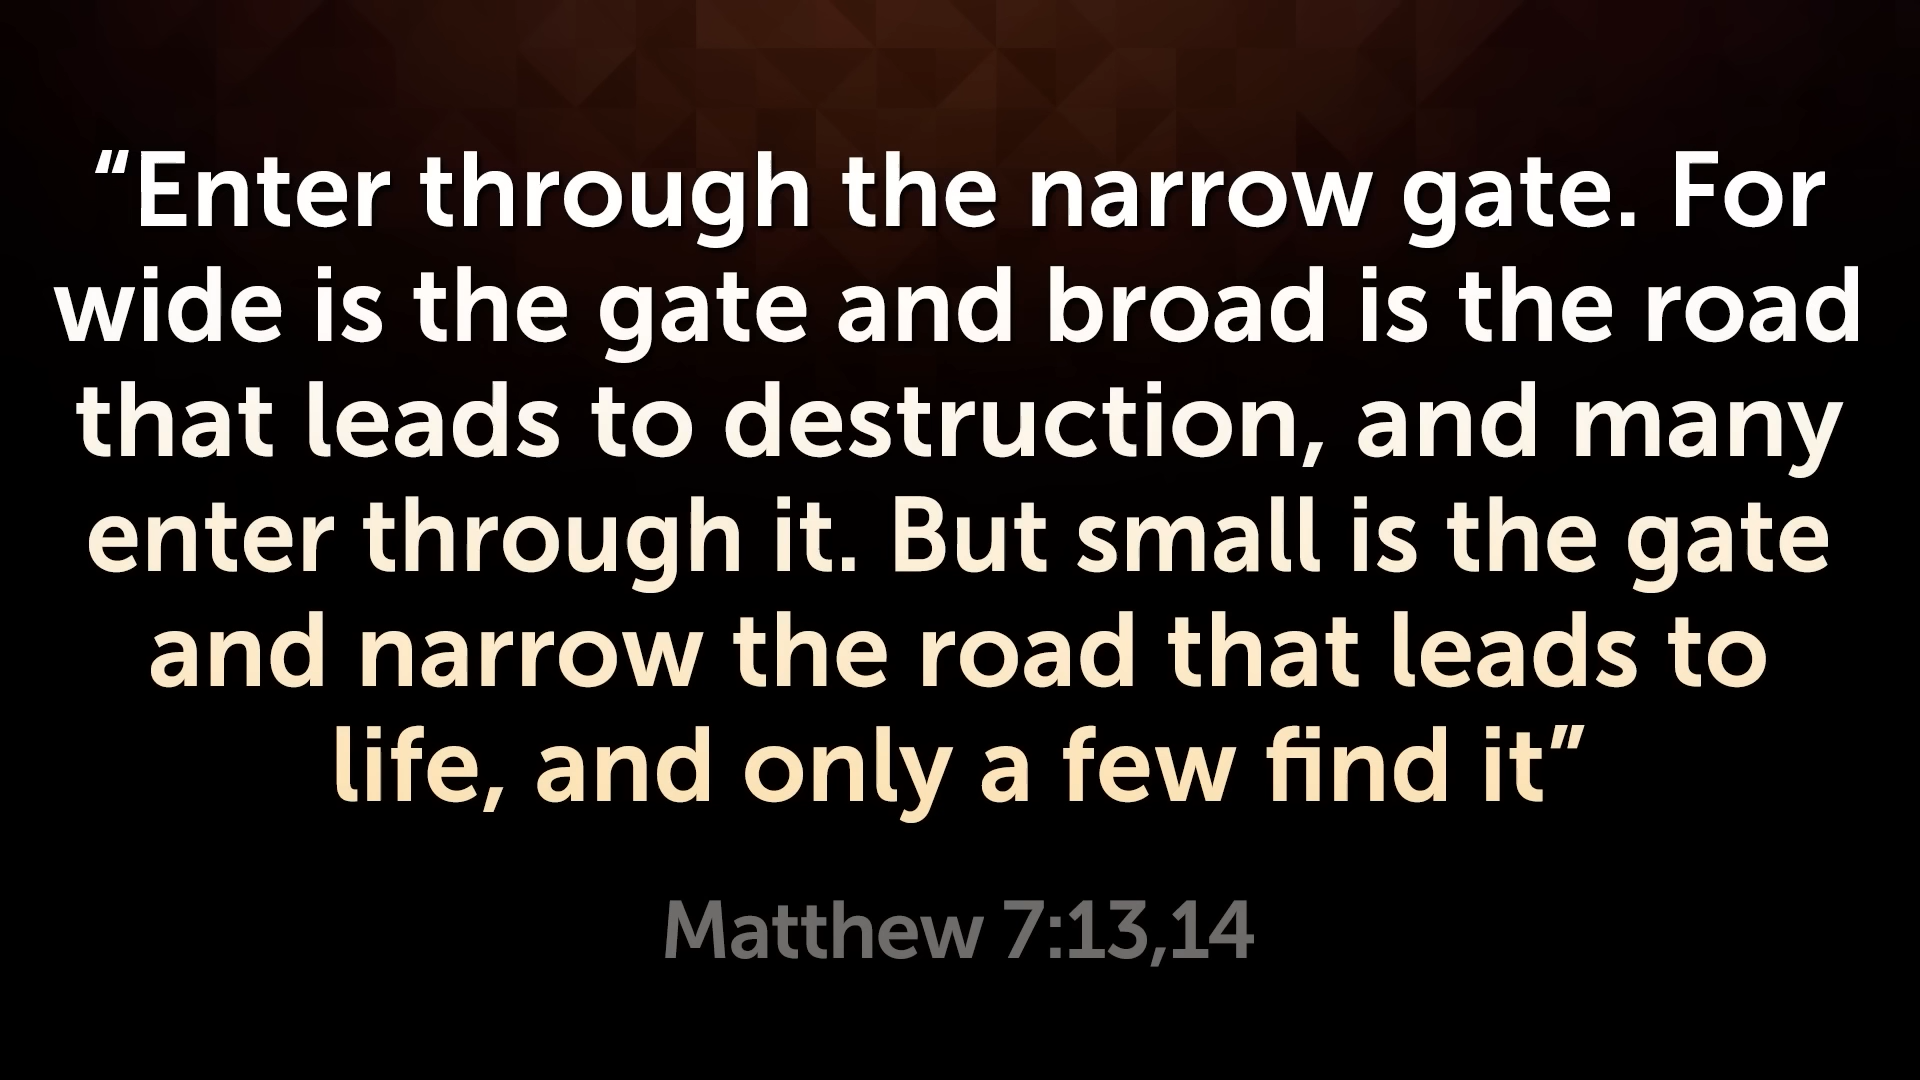 “Enter through the narrow gate. For
wide is the gate and broad is the road
that leads to destruction, and many
enter through it. But small is the gate
and narrow the road that leads to
life, and only a few find it”
Matthew 7:13,14